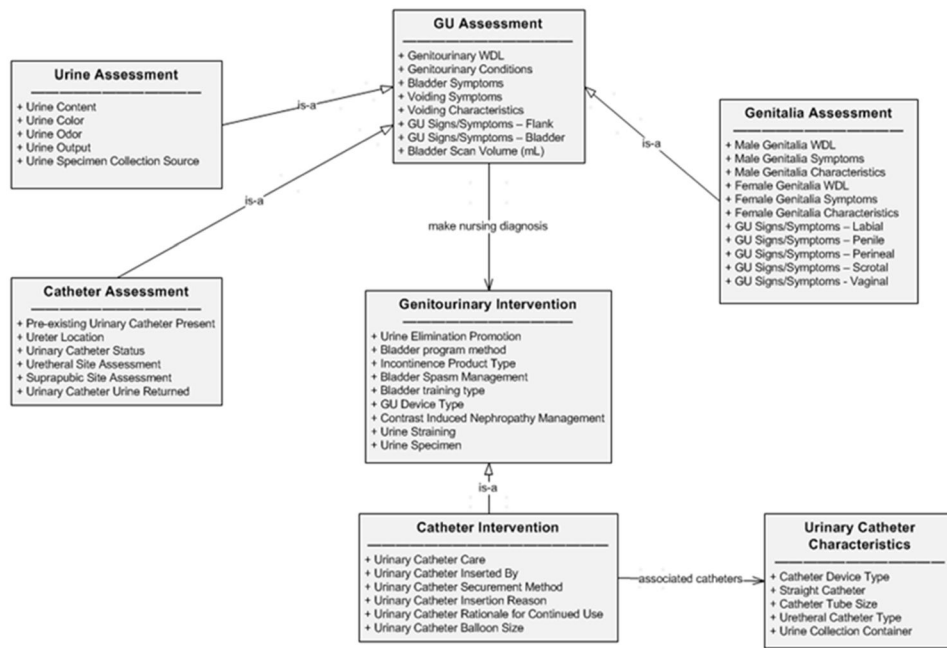 GU Assessment
+ Genitourinary WDL
+ Genitourinary Conditions
+ Bladder Symptoms
+ Voiding Symptoms
+ Voiding Characteristics
+ GU Signs/Symptoms – Flank
+ GU Signs/Symptoms – Bladder
+ Bladder Scan Volume (mL)
Urine Assessment
+ Urine Content
+ Urine Color
+ Urine Odor
+ Urine Output
+ Urine Specimen Collection Source
is-a
Genitalia Assessment
+ Male Genitalia WDL
+ Male Genitalia Symptoms
+ Male Genitalia Characteristics
+ Female Genitalia WDL
+ Female Genitalia Symptoms
+ Female Genitalia Characteristics
+ GU Signs/Symptoms – Labial
+ GU Signs/Symptoms – Penile
+ GU Signs/Symptoms – Perineal
+ GU Signs/Symptoms – Scrotal
+ GU Signs/Symptoms - Vaginal
is-a
is-a
make nursing diagnosis
Catheter Assessment
+ Pre-existing Urinary Catheter Present
+ Ureter Location
+ Urinary Catheter Status
+ Uretheral Site Assessment
+ Suprapubic Site Assessment
+ Urinary Catheter Urine Returned
Genitourinary Intervention
+ Urine Elimination Promotion
+ Bladder program method
+ Incontinence Product Type
+ Bladder Spasm Management
+ Bladder training type
+ GU Device Type
+ Contrast Induced Nephropathy Management
+ Urine Straining
+ Urine Specimen
is-a
Catheter Intervention
+ Urinary Catheter Care
+ Urinary Catheter Inserted By
+ Urinary Catheter Securement Method
+ Urinary Catheter Insertion Reason
+ Urinary Catheter Rationale for Continued Use
+ Urinary Catheter Balloon Size
associated catheters
Urinary Catheter
Characteristics
+ Catheter Device Type
+ Straight Catheter
+ Catheter Tube Size
+ Uretheral Catheter Type
+ Urine Collection Container